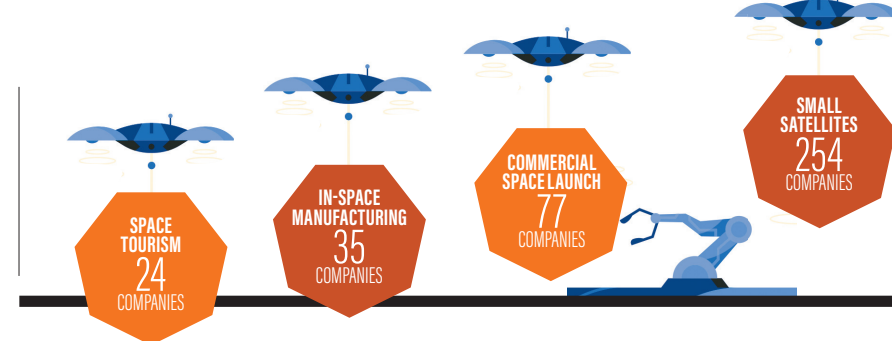 SPACE
TOURISM
24
COMPANIES
IN-SPACE
MANUFACTURING
35
COMPANIES
COMMERCIAL
SPACE LAUNCH
77
COMPANIES
SMALL
SATELLITES
254
COMPANIES